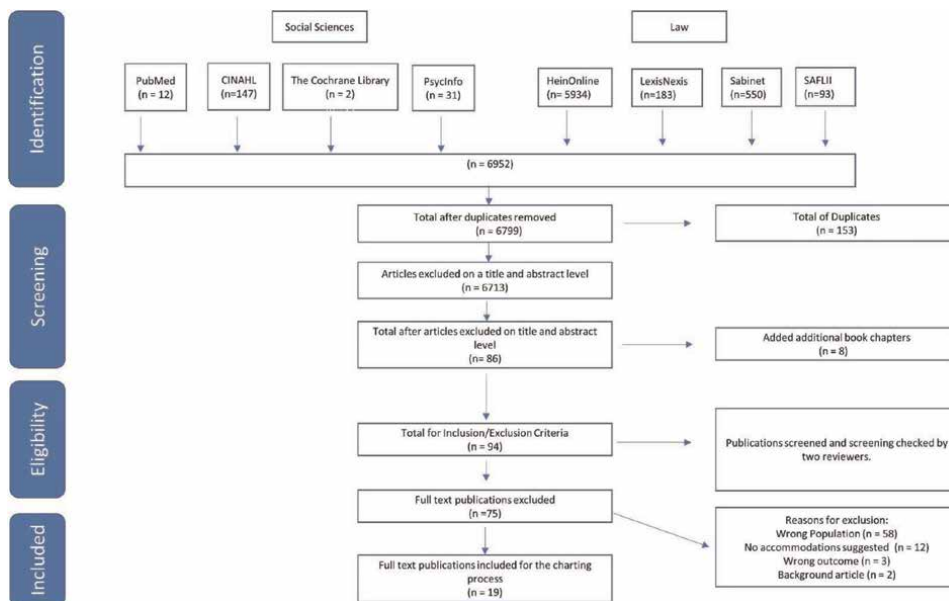 Identification
Social Sciences
Law
PubMed
(n = 12)
CINAHL
(n=147)
The Cochrane Library
(n = 2)
PsycInfo
(n = 31)
HeinOnline
(n= 5934)
LexisNexis
(n=183)
Sabinet
(n=550)
SAFLII
(n=93)
(n = 6952)
Screening
Total after duplicates removed
(n = 6799)
Total of Duplicates
(n = 153)
Articles excluded on a title and abstract level
(n = 6713)
Total after articles excluded on title and abstract
level
(n= 86)
Added additional book chapters
(n = 8)
Eligibility
Total for Inclusion/Exclusion Criteria
(n = 94)
Publications screened and screening checked by
two reviewers.
Full text publications excluded
(n =75)
Included
Reasons for exclusion:
Wrong Population (n = 58)
No accommodations suggested (n = 12)
Wrong outcome (n = 3)
Background article (n = 2)
Full text publications included for the charting
process
(n = 19)